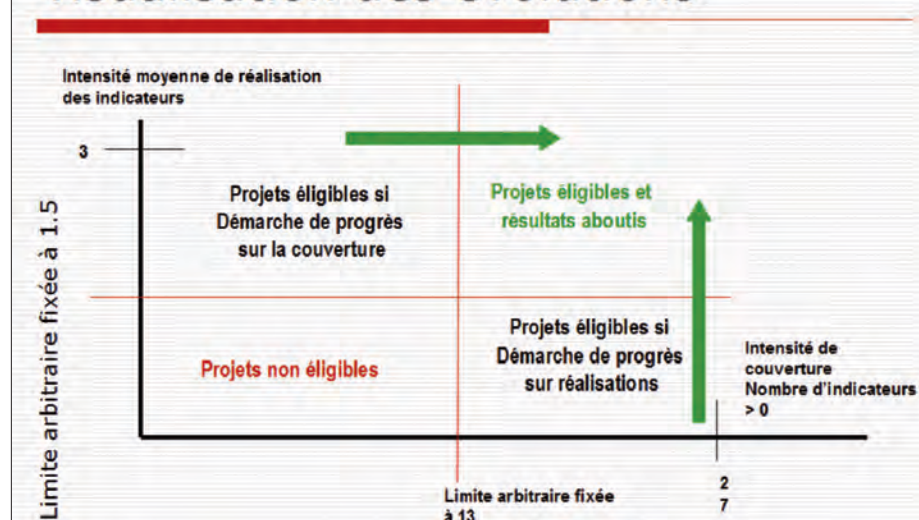 Intensité moyenne de réalisation
des indicateurs
3
Projets éligibles si
Démarche de progrès
sur la couverture
Projets éligibles et
résultats aboutis
Limite arbitraire fixée à 1.5
Projets non éligibles
Projets éligibles si
Démarche de progrès
sur réalisations
Intensité de
couverture
Nombre d'indicateurs
> 0
2
7
Limite arbitraire fixée
à 13